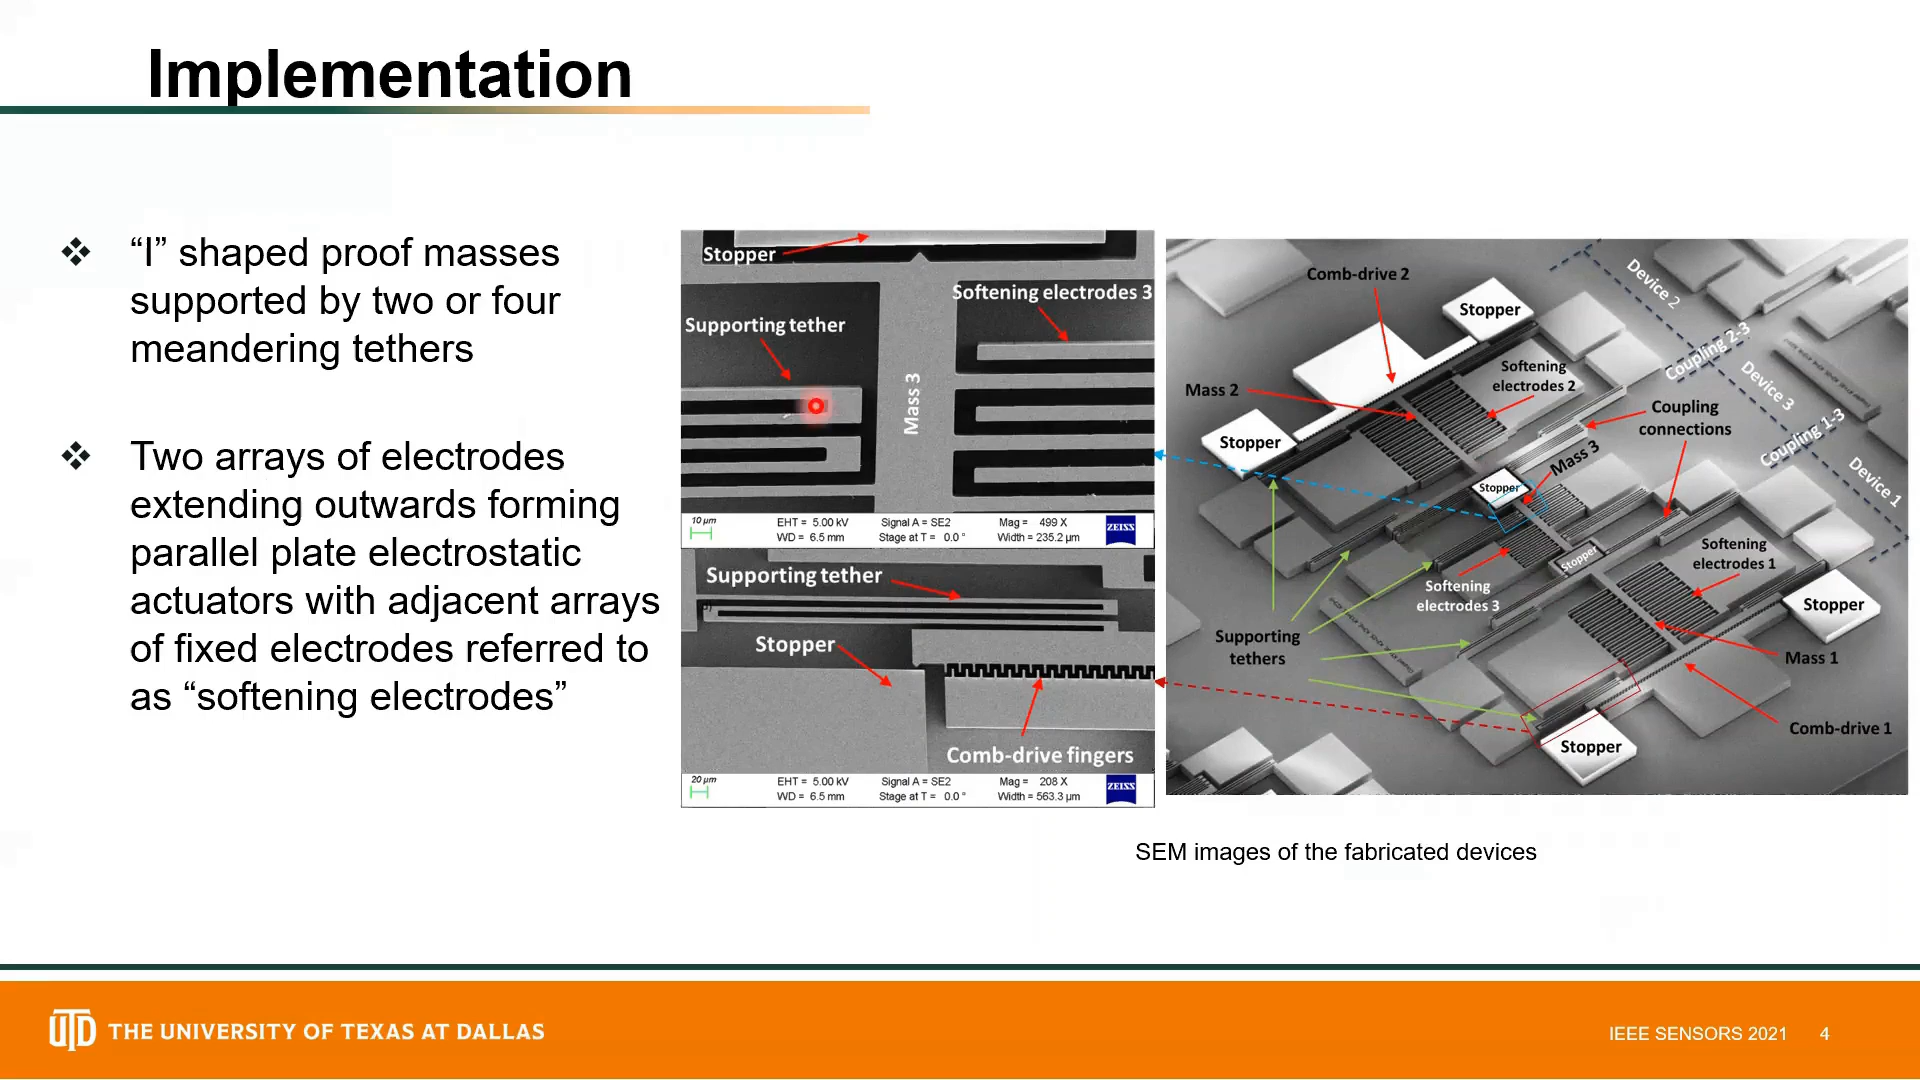 Implementation
❖ “I” shaped proof masses
supported by two or four
meandering tethers
❖ Two arrays of electrodes
extending outwards forming
parallel plate electrostatic
actuators with adjacent arrays
of fixed electrodes referred to
as “softening electrodes”
Stopper
Softening electrodes 3
Supporting tether
Mass 3
10 µm
EHT = 5.00 kV
WD = 6.5 mm
Signal A = SE2
Stage at T = 0.0 °
Mag = 499 X
Width = 235.2 µm
ZEISS
Supporting tether
Stopper
Comb-drive fingers
20 µm
EHT = 5.00 kV
WD = 6.5 mm
Signal A = SE2
Stage at T = 0.0 °
Mag = 208 X
Width = 563.3 µm
ZEISS
Comb-drive 2
Device 2
Stopper
Coupling 2-3
Softening
electrodes 2
Mass 2
Device 3
Coupling
connections
Stopper
Coupling 1-3
Mass 3
Stopper
Device 1
Softening
electrodes 1
Stopper
Softening
electrodes 3
Stopper
Supporting
tethers
Mass 1
Comb-drive 1
Stopper
SEM images of the fabricated devices
UTD
THE UNIVERSITY OF TEXAS AT DALLAS
IEEE SENSORS 2021
4